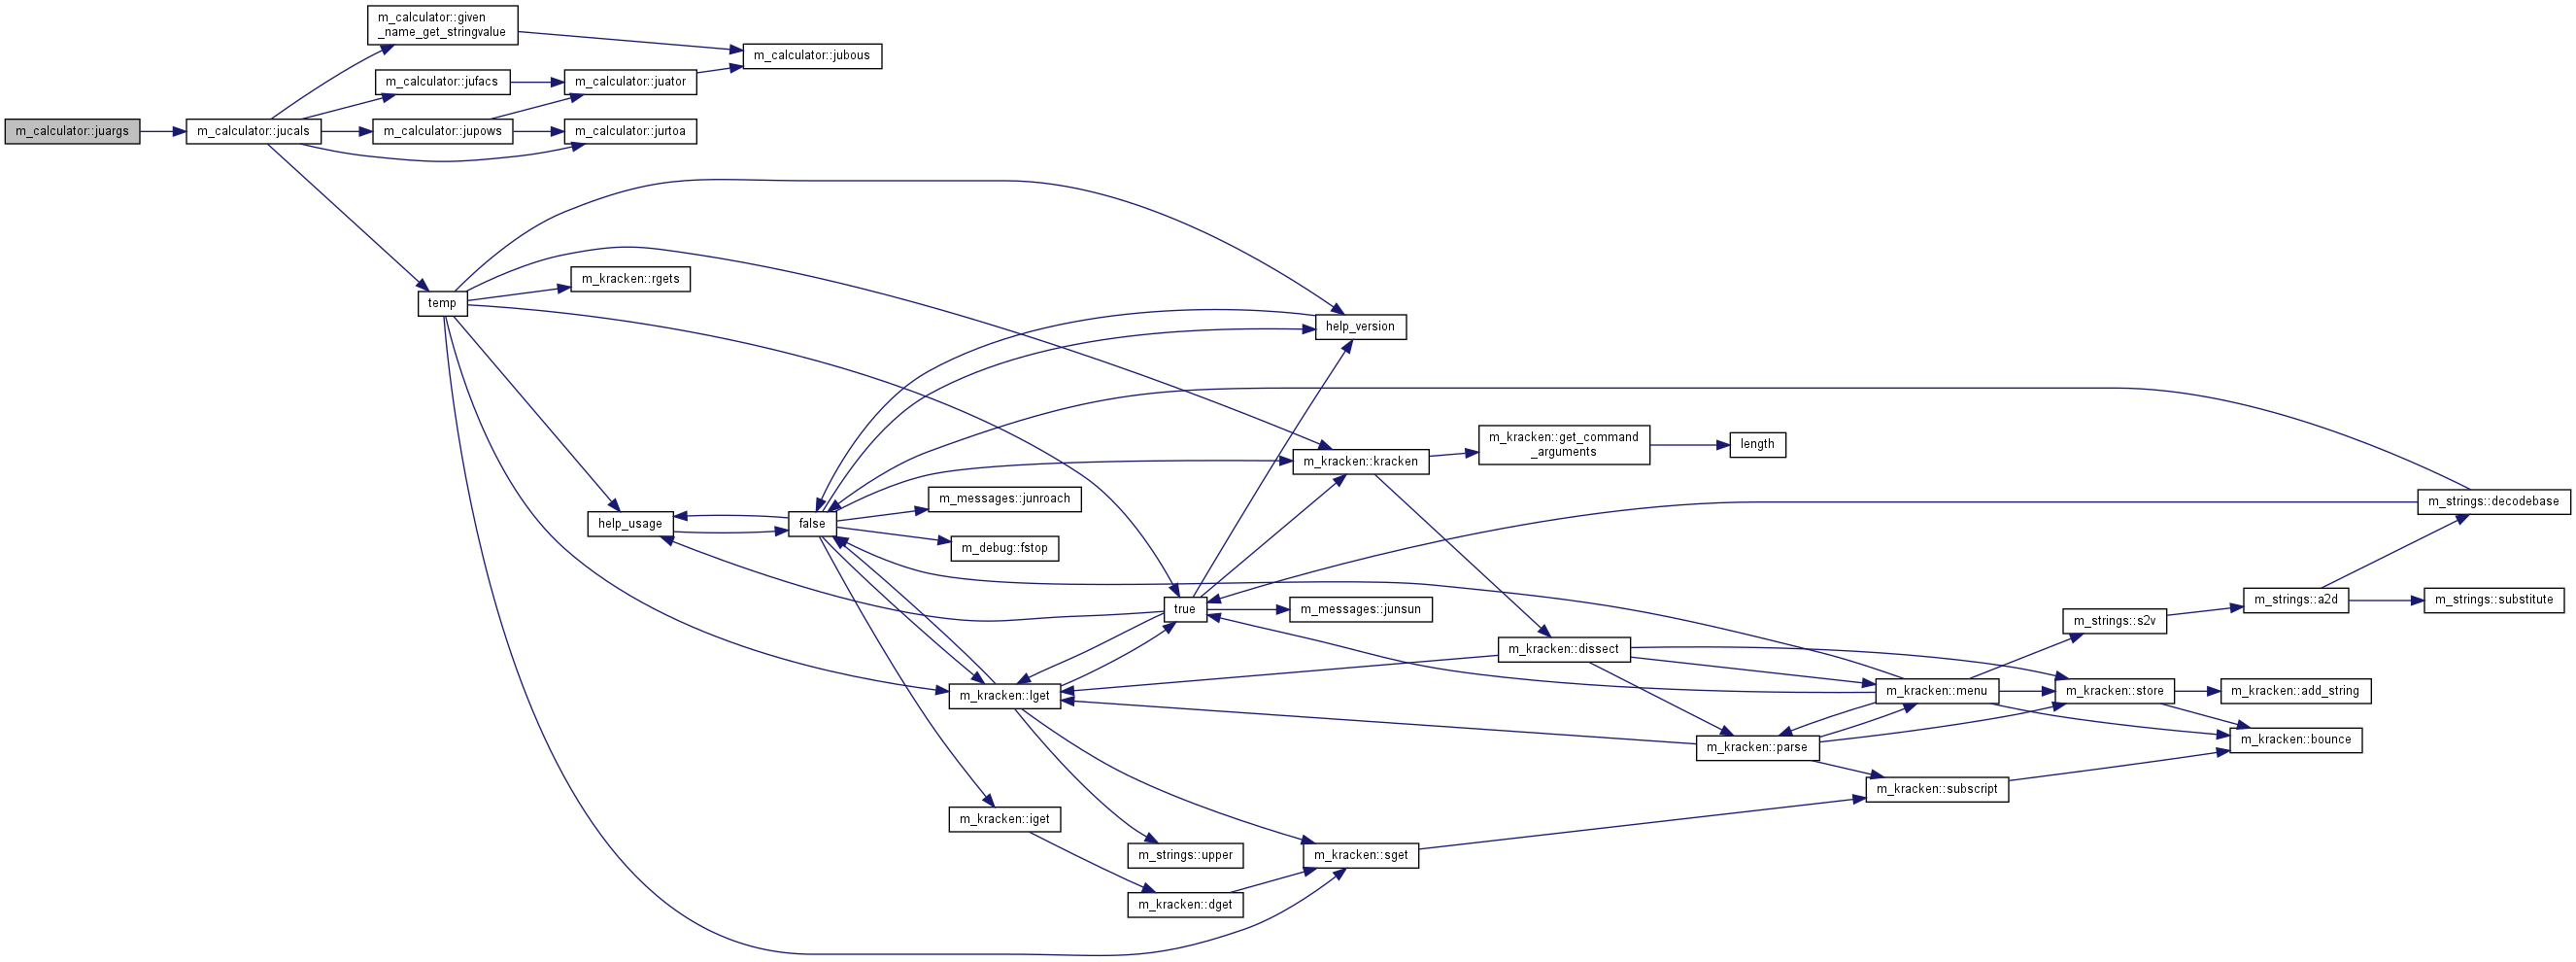 m_calculator::given
_name_get_stringvalue
m_calculator::jubous
m_calculator::jufacs
m_calculator::juator
m_calculator::juargs
m_calculator::jucals
m_calculator::jupows
m_calculator::jurtoa
temp
m_kracken::rgets
help_version
m_kracken::kracken
m_kracken::get_command
_arguments
length
m_messages::junroach
m_strings::decodebase
help_usage
false
m_debug::fstop
true
m_messages::junsun
m_strings::a2d
m_strings::substitute
m_strings::s2v
m_kracken::dissect
m_kracken::lget
m_kracken::menu
m_kracken::store
m_kracken::add_string
m_kracken::parse
m_kracken::bounce
m_kracken::subscript
m_kracken::iget
m_strings::upper
m_kracken::sget
m_kracken::dget